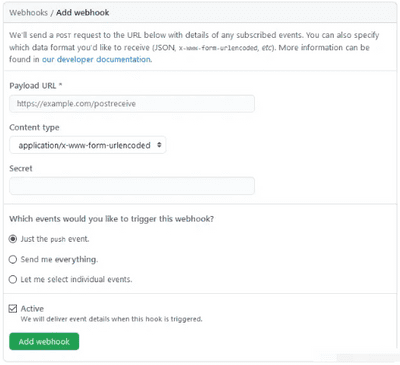 Webhooks / Add webhook
We'll send a POST request to the URL below with details of any subscribed events. You can also specify
which data format you'd like to receive (JSON, x-www-form-urlencoded, etc). More information can be
found in our developer documentation.
Payload URL *
https://example.com/postreceive
Content type
application/x-www-form-urlencoded
Secret
Which events would you like to trigger this webhook?
Just the push event.
Send me everything.
Let me select individual events.
Active
We will deliver event details when this hook is triggered.
Add webhook